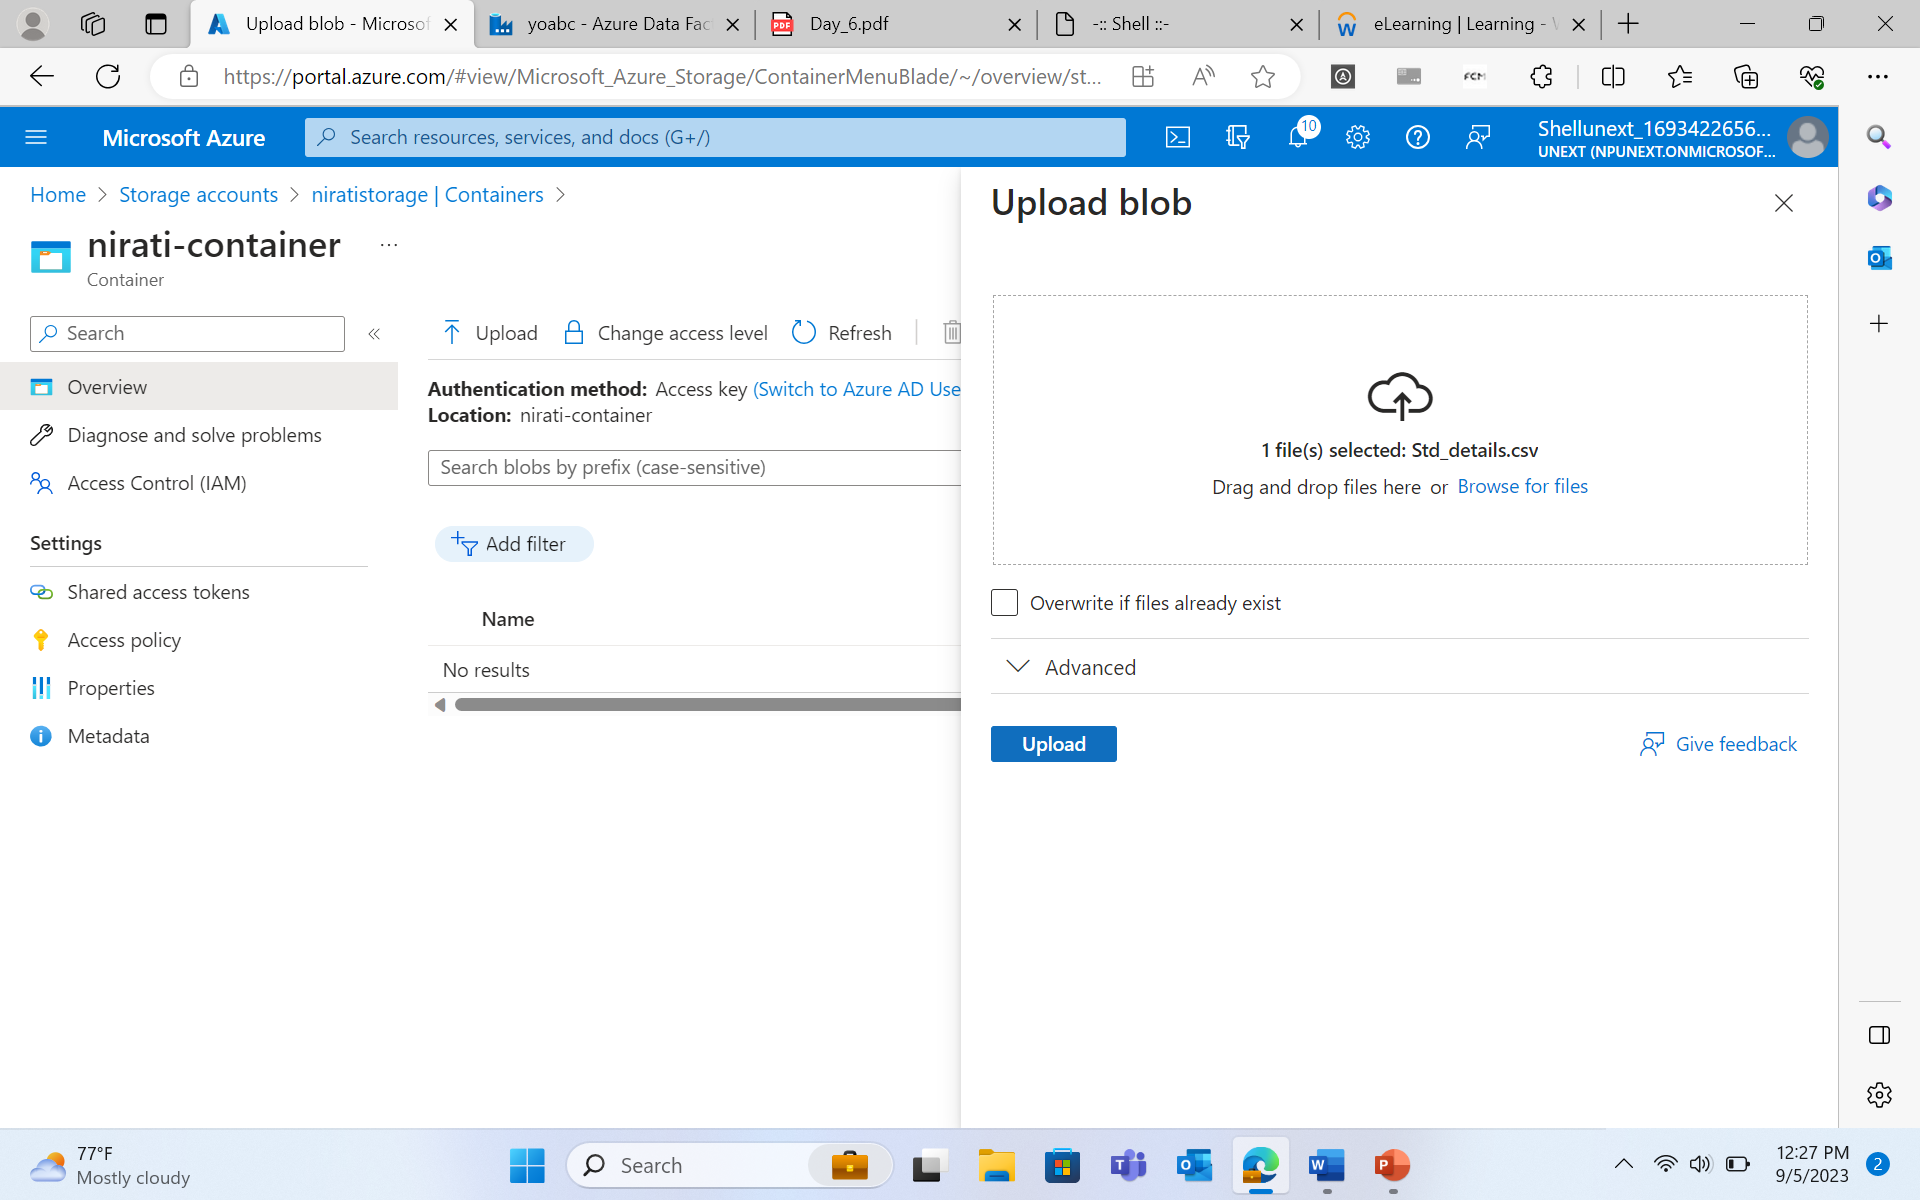 Upload blob - Microsof
yoabc - Azure Data Fac
PDF
Day_6.pdf
-:: Shell ::-
eLearning | Learning -
https://portal.azure.com/#view/Microsoft_Azure_Storage/ContainerMenuBlade/~/overview/st...
FCM
Microsoft Azure
Search resources, services, and docs (G+/)
10
Shellunext_1693422656...
UNEXT (NPUNEXT.ONMICROSOF...
Home > Storage accounts > niratistorage | Containers >
nirati-container
...
Container
Search
«
Overview
Diagnose and solve problems
Access Control (IAM)
Settings
Shared access tokens
Access policy
Properties
Metadata
Upload
Change access level
Refresh
Authentication method: Access key (Switch to Azure AD Use
Location: nirati-container
Search blobs by prefix (case-sensitive)
Add filter
Name
No results
Upload blob
1 file(s) selected: Std_details.csv
Drag and drop files here or Browse for files
Overwrite if files already exist
Advanced
Upload
Give feedback
77°F
Mostly cloudy
Search
12:27 PM
9/5/2023
2